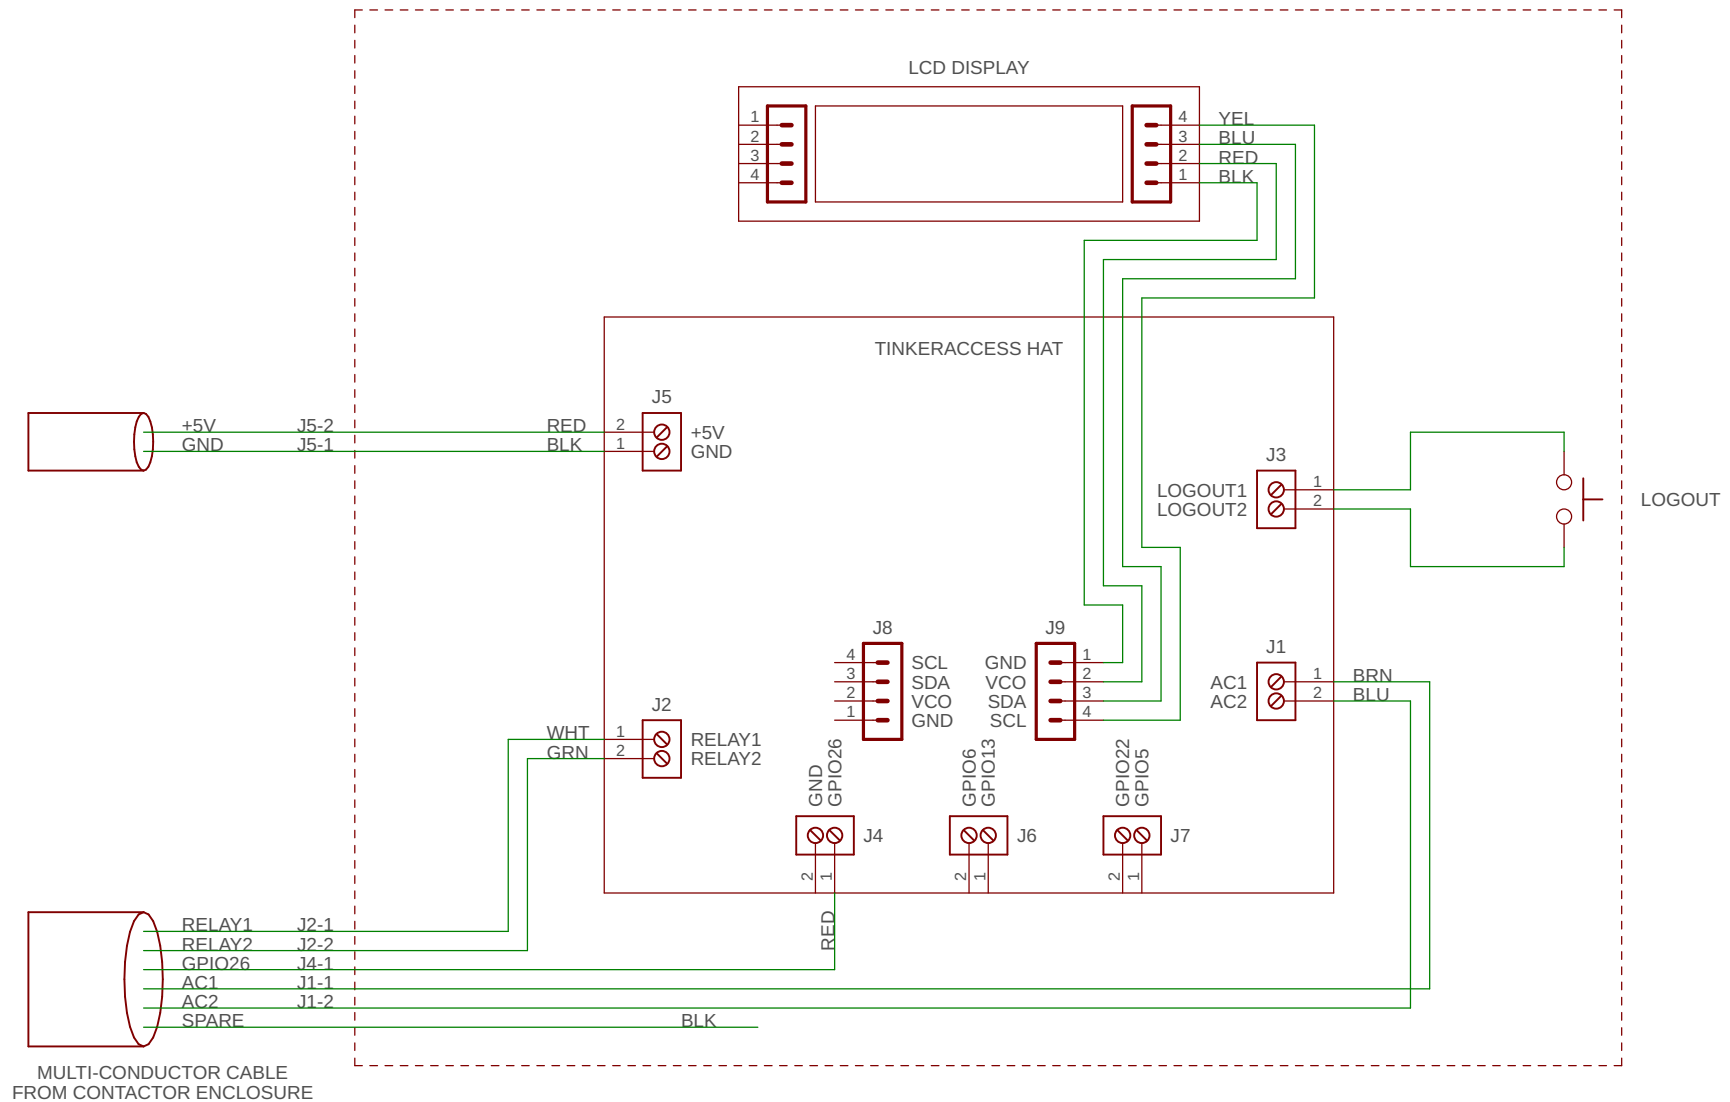 LCD DISPLAY
1
2
3
4
4 YEL
3 BLU
2 RED
1 BLK
TINKERACCESS HAT
J5
+5V J5-2 RED 2 +5V
GND J5-1 BLK 1 GND
J3
LOGOUT1 1
LOGOUT2 2
LOGOUT
J8
4 SCL
3 SDA
2 VCO
1 GND
J9
GND 1
VCO 2
SDA 3
SCL 4
J1
AC1 1 BRN
AC2 2 BLU
J2
WHT 1 RELAY1
GRN 2 RELAY2
GND
GPIO26
J4
2
1
RED
GPIO6
GPIO13
J6
2
1
GPIO22
GPIO5
J7
2
1
RELAY1 J2-1
RELAY2 J2-2
GPIO26 J4-1
AC1 J1-1
AC2 J1-2
SPARE BLK
MULTI-CONDUCTOR CABLE
FROM CONTACTOR ENCLOSURE